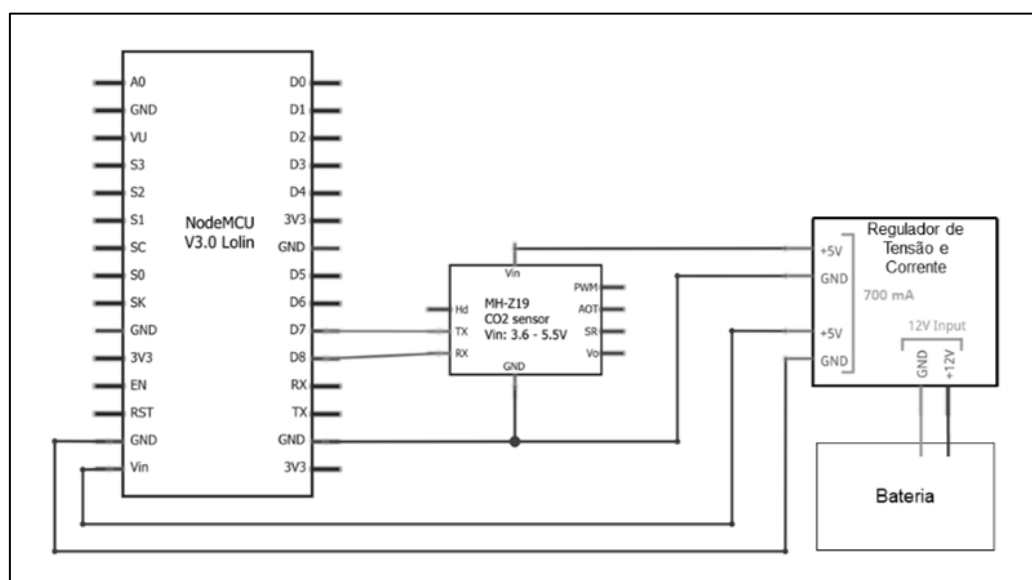 A0
GND
VU
S3
S2
S1
SC
S0
SK
GND
3V3
EN
RST
GND
Vin
NodeMCU
V3.0 Lolin
D0
D1
D2
D3
D4
3V3
GND
D5
D6
D7
D8
RX
TX
GND
3V3
Vin
Hd
TX
RX
MH-Z19
CO2 sensor
Vin: 3.6 - 5.5V
GND
PWM
AOT
SR
Vo
Regulador de
Tensão e
Corrente
+5V
GND
700 mA
+5V
GND
12V Input
GND
+12V
Bateria